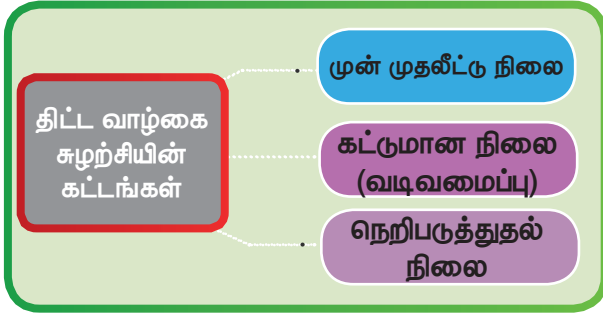 திட்ட வாழ்கை
சுழற்சியின்
கட்டங்கள்
முன் முதலீட்டு நிலை
கட்டுமான நிலை
(வடிவமைப்பு)
நெறிபடுத்துதல்
நிலை